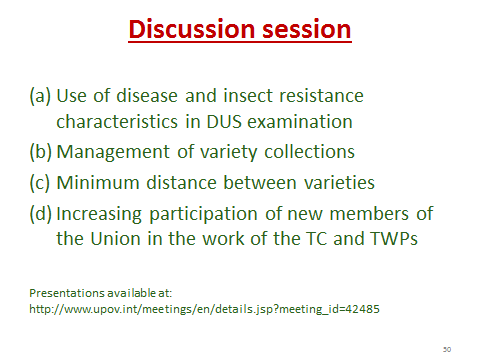 Discussion session
(a) Use of disease and insect resistance
characteristics in DUS examination
(b) Management of variety collections
(c) Minimum distance between varieties
(d) Increasing participation of new members of
the Union in the work of the TC and TWPs
Presentations available at:
http://www.upov.int/meetings/en/details.jsp?meeting_id=42485
50